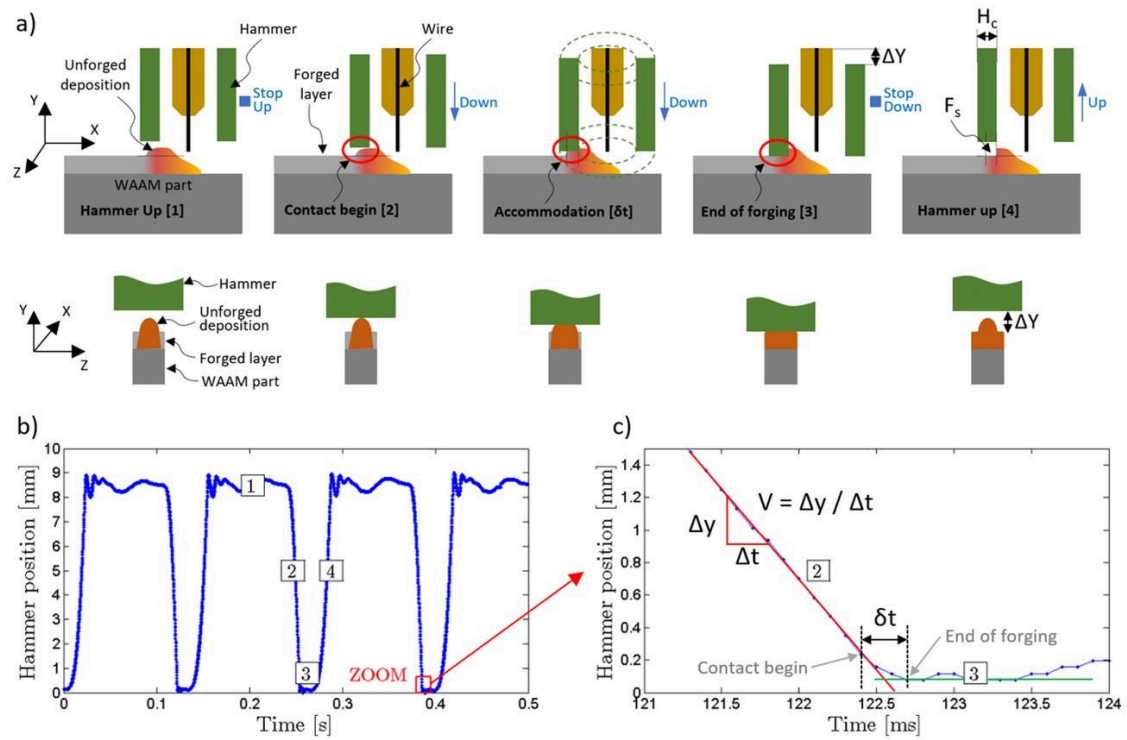 a)
Hammer
Wire
H_c
Unforged
deposition
Forged
layer
ΔY
Stop
Up
Down
Down
Stop
Down
Up
F_s
Y
X
Z
WAAM part
Hammer Up [1]
Contact begin [2]
Accommodation [δt]
End of forging [3]
Hammer up [4]
Hammer
Unforged
deposition
Forged layer
WAAM part
Y
X
Z
ΔY
b)
Hammer position [mm]
10
9
8
7
6
5
4
3
2
1
0
1
2
4
3
ZOOM
0
0.1
0.2
0.3
0.4
0.5
Time [s]
c)
Hammer position [mm]
1.4
1.2
1
0.8
0.6
0.4
0.2
0
V = Δy / Δt
Δy
Δt
2
δt
End of forging
Contact begin
3
121
121.5
122
122.5
123
123.5
124
Time [ms]